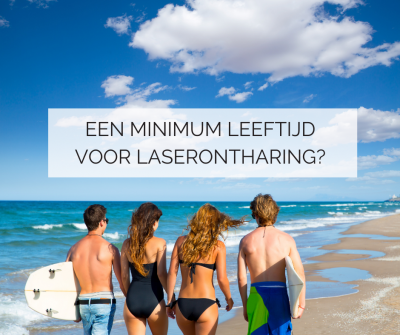 EEN MINIMUM LEEFTIJD
VOOR LASERONTHARING?